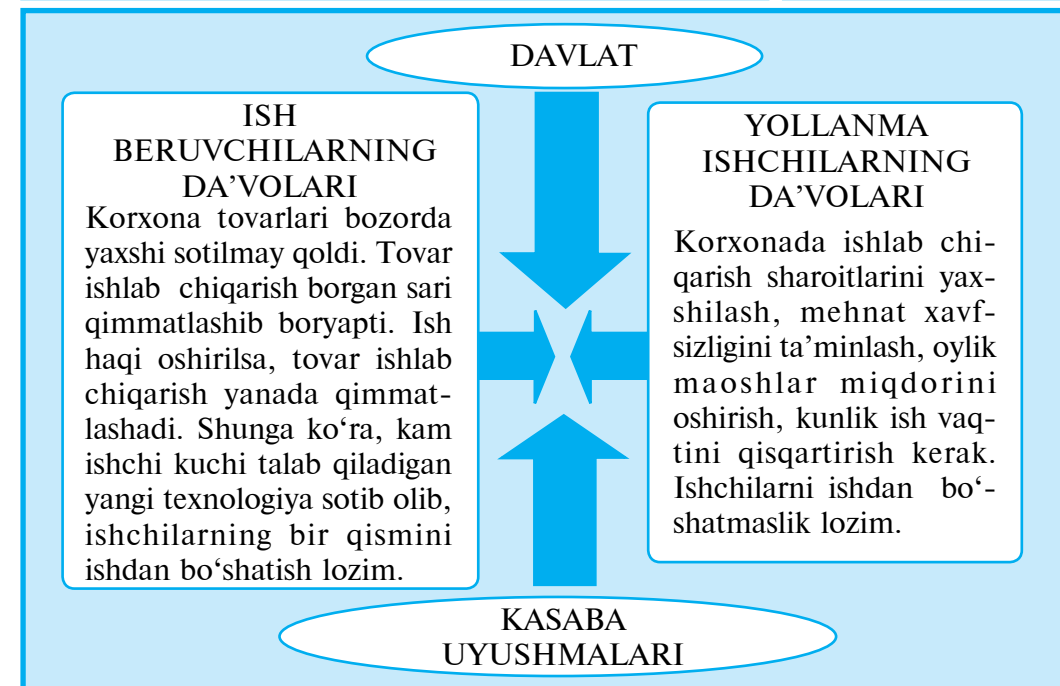 DAVLAT
ISH
BERUVCHILARNING
DA’VOLARI
Korxona tovarlari bozorda
yaxshi sotilmay qoldi. Tovar
ishlab chiqarish borgan sari
qimmatlashib boryapti. Ish
haqi oshirilsa, tovar ishlab
chiqarish yanada qimmat-
lashadi. Shunga ko‘ra, kam
ishchi kuchi talab qiladigan
yangi texnologiya sotib olib,
ishchilarning bir qismini
ishdan bo‘shatish lozim.
YOLLANMA
ISHCHILARNING
DA’VOLARI
Korxonada ishlab chi-
qarish sharoitlarini yax-
shilash, mehnat xavf-
sizligini ta’minlash, oylik
maoshlar miqdorini
oshirish, kunlik ish vaq-
tini qisqartirish kerak.
Ishchilarni ishdan bo‘-
shatmaslik lozim.
KASABA
UYUSHMALARI